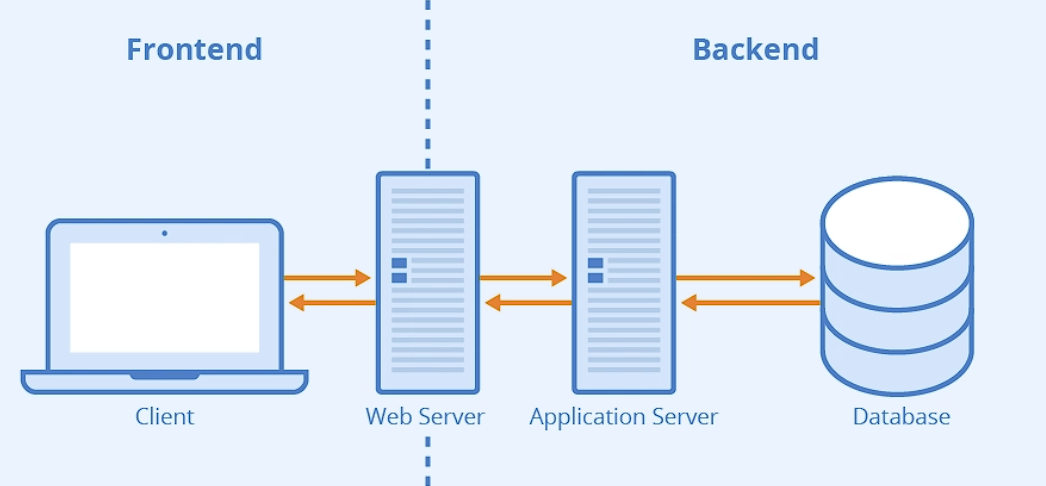 Frontend
Backend
Client
Web Server
Application Server
Database